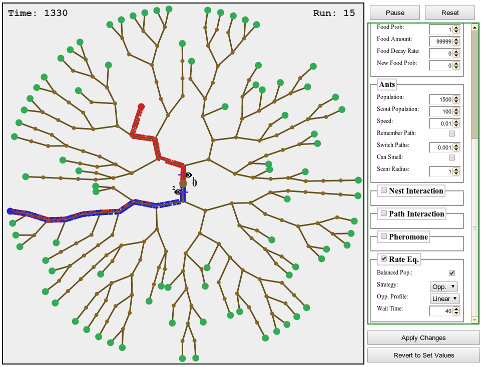 Time: 1330
Run: 15
Pause
Reset
Food Prob:
1
Food Amount:
99999
Food Decay Rate:
0
New Food Prob:
0
Ants
Population:
1500
Scout Population:
100
Speed:
0.01
Remember Path:
Switch Paths:
0.001
Can Smell:
Scent Radius:
1
Nest Interaction
Path Interaction
Pheromone
Rate Eq.
Balanced Pop.:
Strategy:
Opp.
Opp. Profile:
Linear
Wait Time:
40
Apply Changes
Revert to Set Values